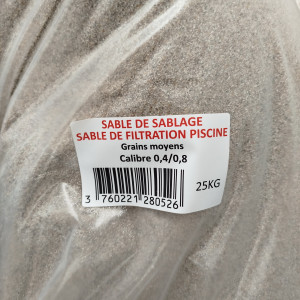 SABLE DE SABLAGE
SABLE DE FILTRATION PISCINE
Grains moyens
Calibre 0,4/0,8
25KG
3 760221 280526